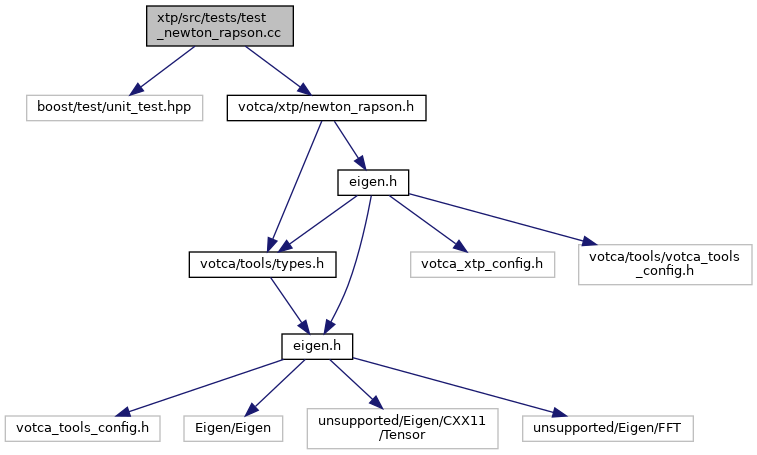 xtp/src/tests/test
_newton_rapson.cc
boost/test/unit_test.hpp
votca/xtp/newton_rapson.h
eigen.h
votca/tools/types.h
votca_xtp_config.h
votca/tools/votca_tools
_config.h
eigen.h
votca_tools_config.h
Eigen/Eigen
unsupported/Eigen/CXX11
/Tensor
unsupported/Eigen/FFT